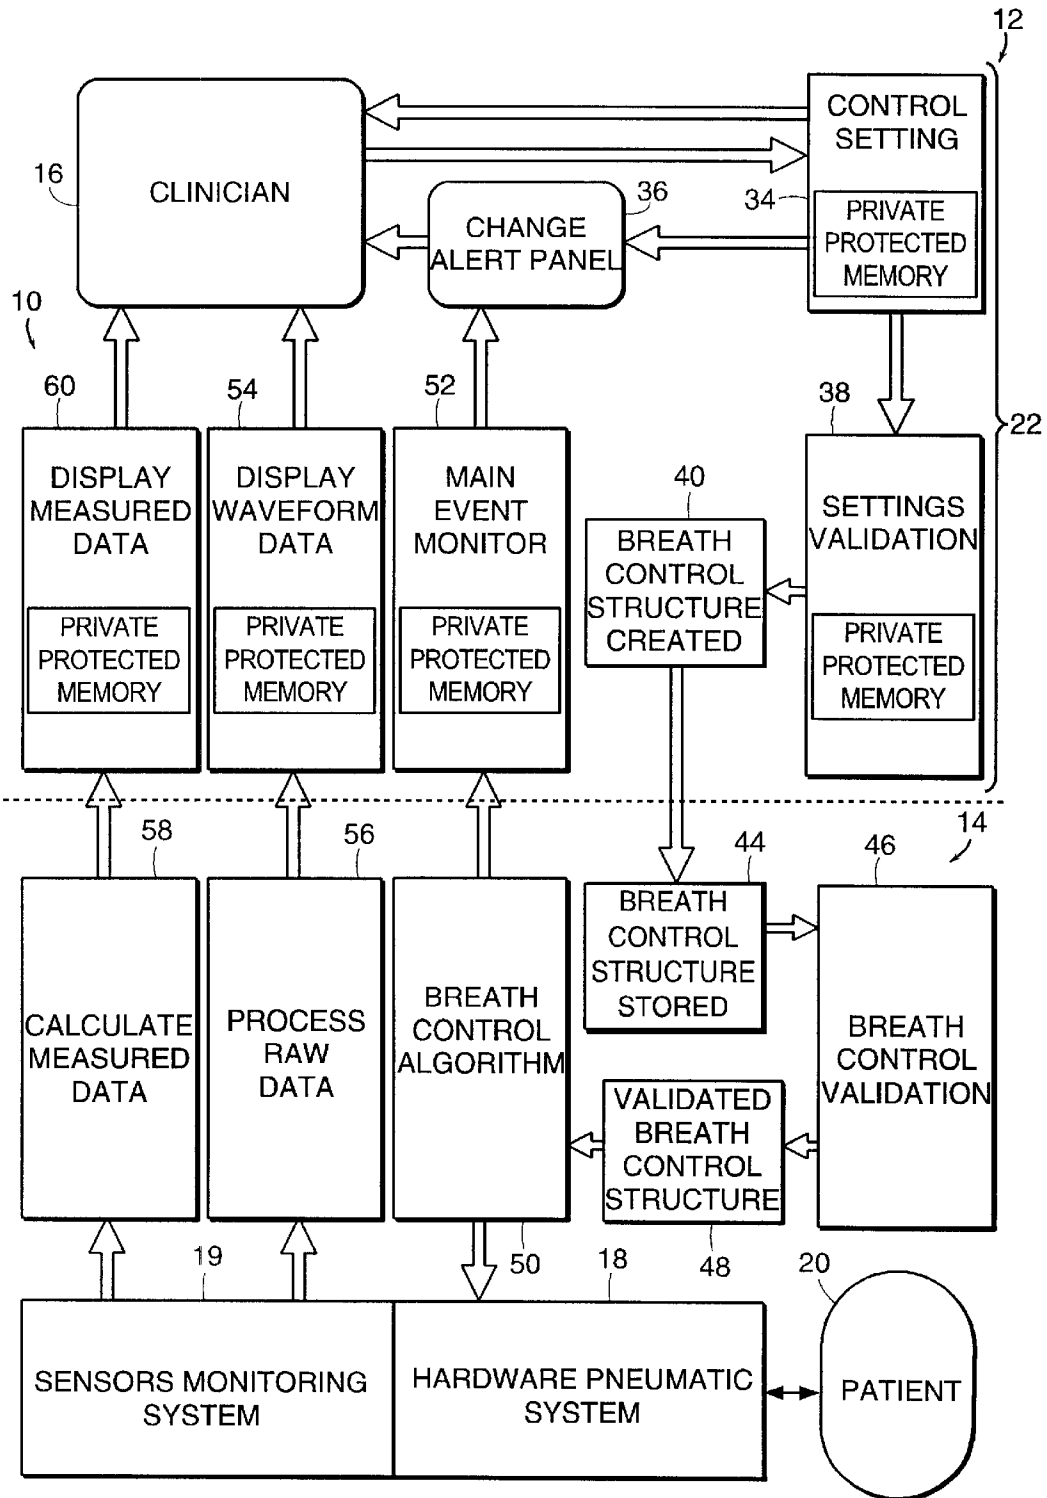 12
CONTROL
SETTING
16
CLINICIAN
36
34
CHANGE
ALERT PANEL
PRIVATE
PROTECTED
MEMORY
10
60
54
52
38
22
DISPLAY
MEASURED
DATA
DISPLAY
WAVEFORM
DATA
MAIN
EVENT
MONITOR
40
SETTINGS
VALIDATION
BREATH
CONTROL
STRUCTURE
CREATED
PRIVATE
PROTECTED
MEMORY
PRIVATE
PROTECTED
MEMORY
PRIVATE
PROTECTED
MEMORY
PRIVATE
PROTECTED
MEMORY
58
56
44
46
14
BREATH
CONTROL
STRUCTURE
STORED
CALCULATE
MEASURED
DATA
PROCESS
RAW
DATA
BREATH
CONTROL
ALGORITHM
BREATH
CONTROL
VALIDATION
VALIDATED
BREATH
CONTROL
STRUCTURE
19
50
18
48
20
SENSORS MONITORING
SYSTEM
HARDWARE PNEUMATIC
SYSTEM
PATIENT